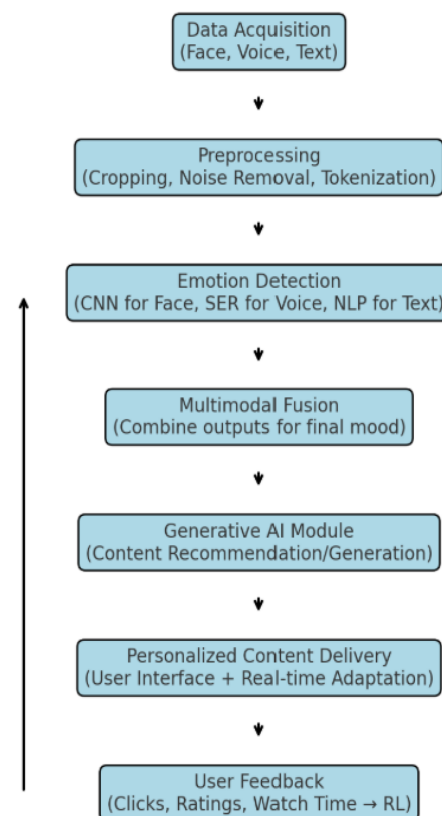 Data Acquisition
(Face, Voice, Text)
Preprocessing
(Cropping, Noise Removal, Tokenization)
Emotion Detection
(CNN for Face, SER for Voice, NLP for Text)
Multimodal Fusion
(Combine outputs for final mood)
Generative AI Module
(Content Recommendation/Generation)
Personalized Content Delivery
(User Interface + Real-time Adaptation)
User Feedback
(Clicks, Ratings, Watch Time → RL)